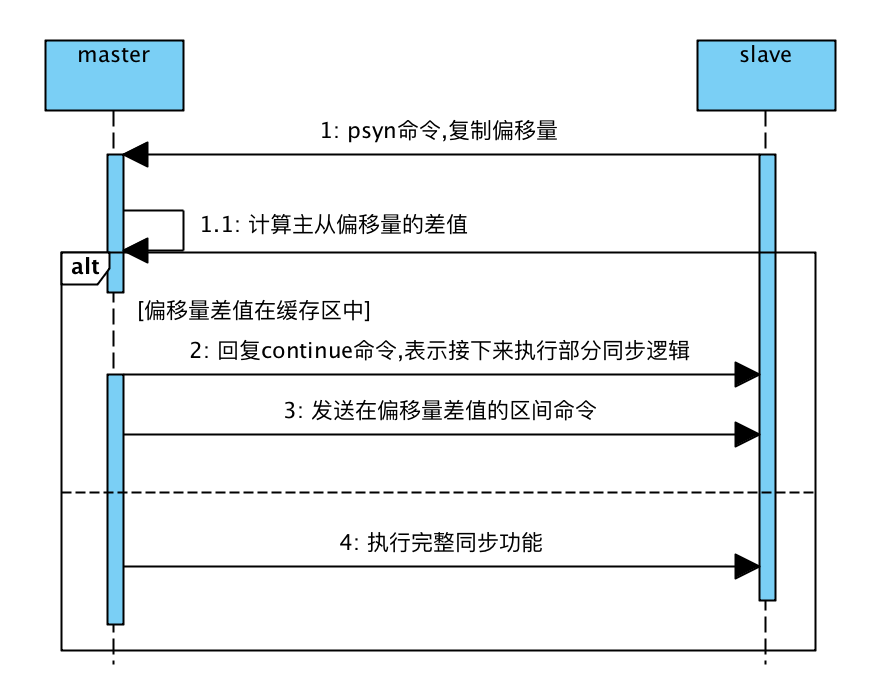 master
slave
1: psyn命令,复制偏移量
1.1: 计算主从偏移量的差值
alt
[偏移量差值在缓存区中]
2: 回复continue命令,表示接下来执行部分同步逻辑
3: 发送在偏移量差值的区间命令
4: 执行完整同步功能